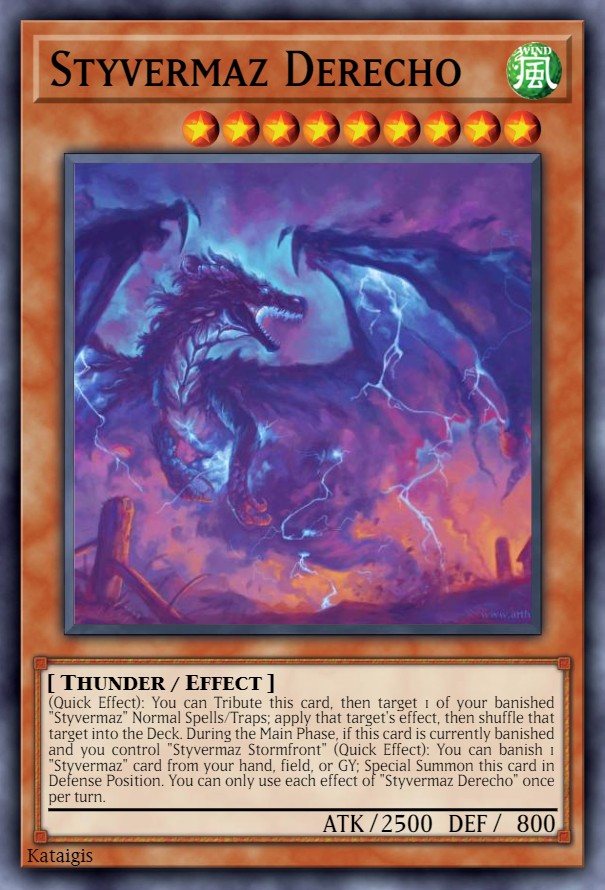 Styvermaz Derecho
WIND
風
[ Thunder / Effect ]
(Quick Effect): You can Tribute this card, then target 1 of your banished
"Styvermaz" Normal Spells/Traps; apply that target's effect, then shuffle that
target into the Deck. During the Main Phase, if this card is currently banished
and you control "Styvermaz Stormfront" (Quick Effect): You can banish 1
"Styvermaz" card from your hand, field, or GY; Special Summon this card in
Defense Position. You can only use each effect of "Styvermaz Derecho" once
per turn.
ATK / 2500 DEF / 800
Kataigis